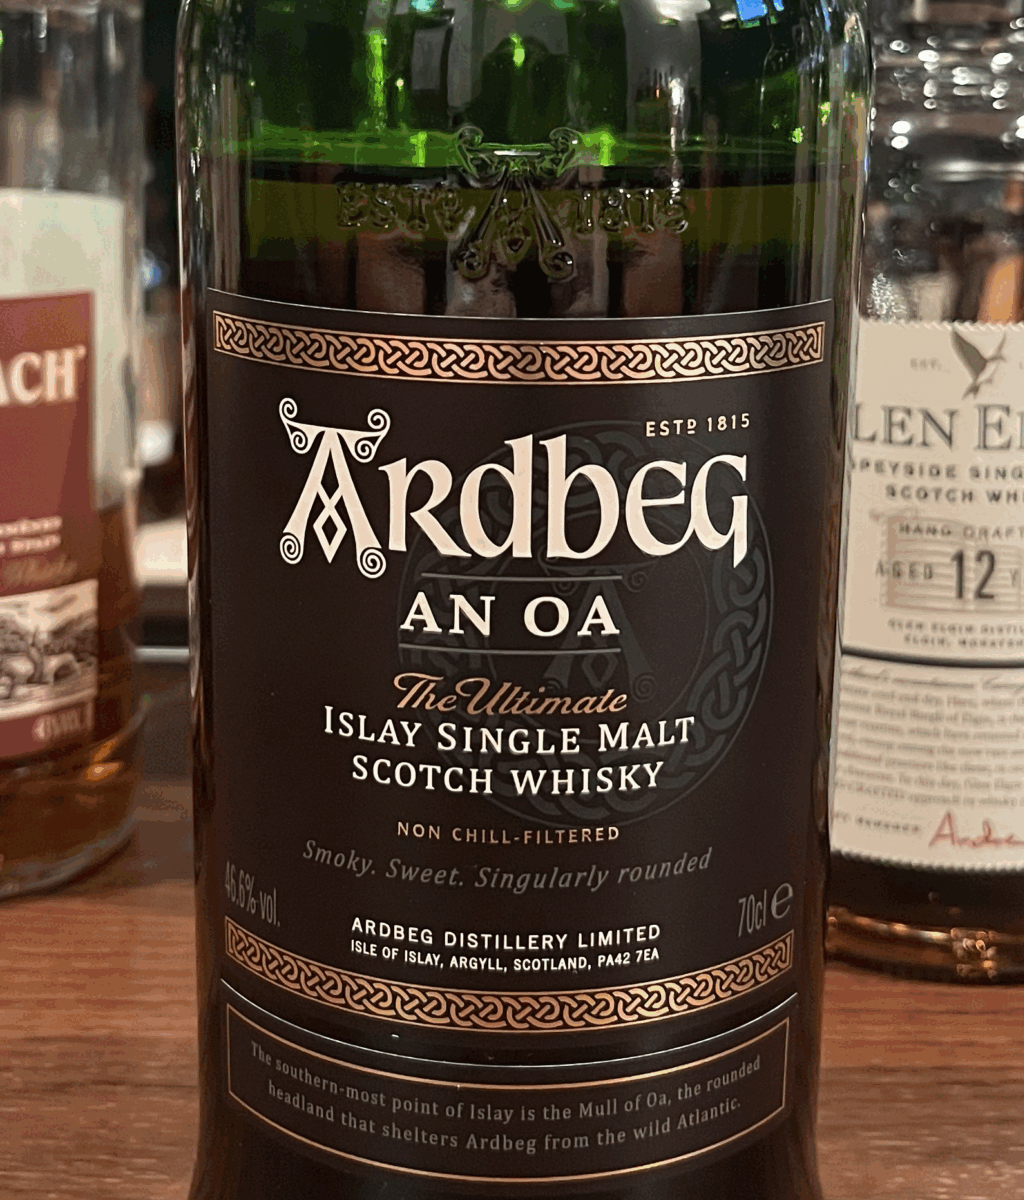 ESTD 1815
ARDBEG
ESTD 1815
AN OA
The Ultimate
ISLAY SINGLE MALT
SCOTCH WHISKY
NON CHILL-FILTERED
Smoky. Sweet. Singularly rounded
46,6% vol.
70cl e
ARDBEG DISTILLERY LIMITED
ISLE OF ISLAY, ARGYLL, SCOTLAND, PA42 7EA
The southern-most point of Islay is the Mull of Oa, the rounded
headland that shelters Ardbeg from the wild Atlantic.
ACH
LEN E
PEYSIDE SING
SCOTCH WHI
HAND CRAFT
AGED 12 Y